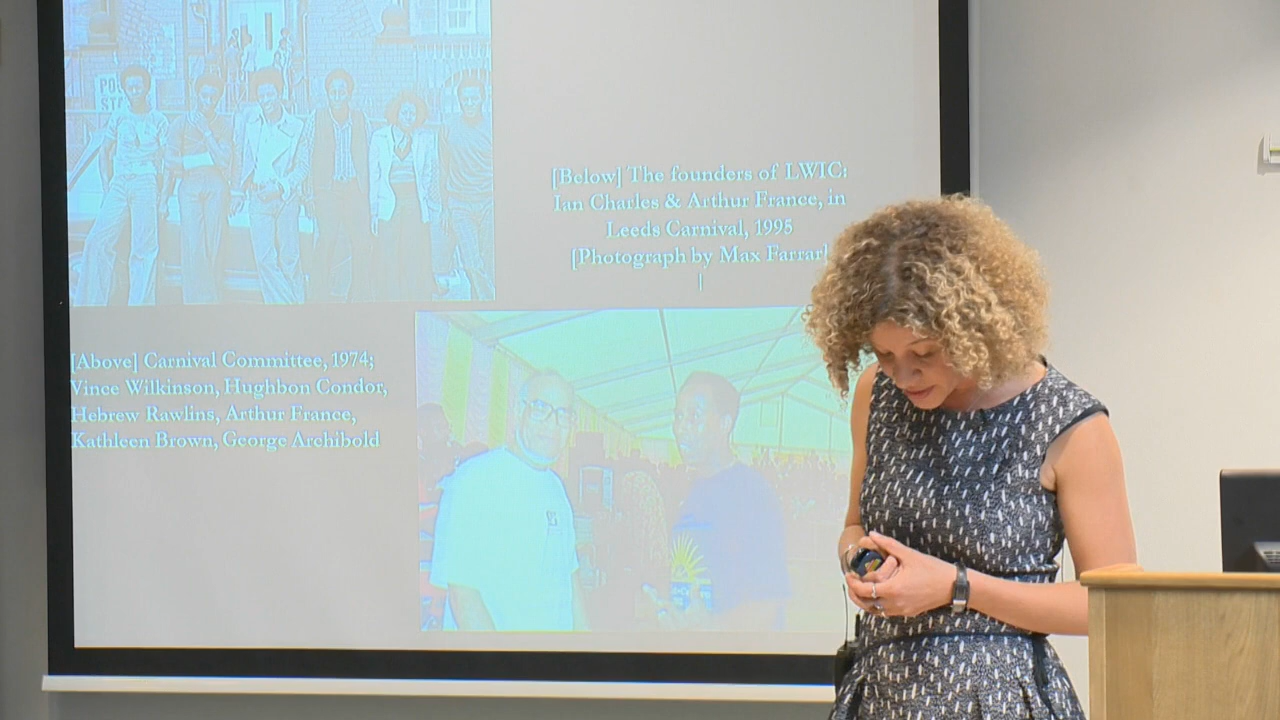 [Below] The founders of LWIC:
Ian Charles & Arthur France, in
Leeds Carnival, 1995
[Photograph by Max Farrar]
[Above] Carnival Committee, 1974;
Vince Wilkinson, Hughbon Condor,
Hebrew Rawlins, Arthur France,
Kathleen Brown, George Archibold